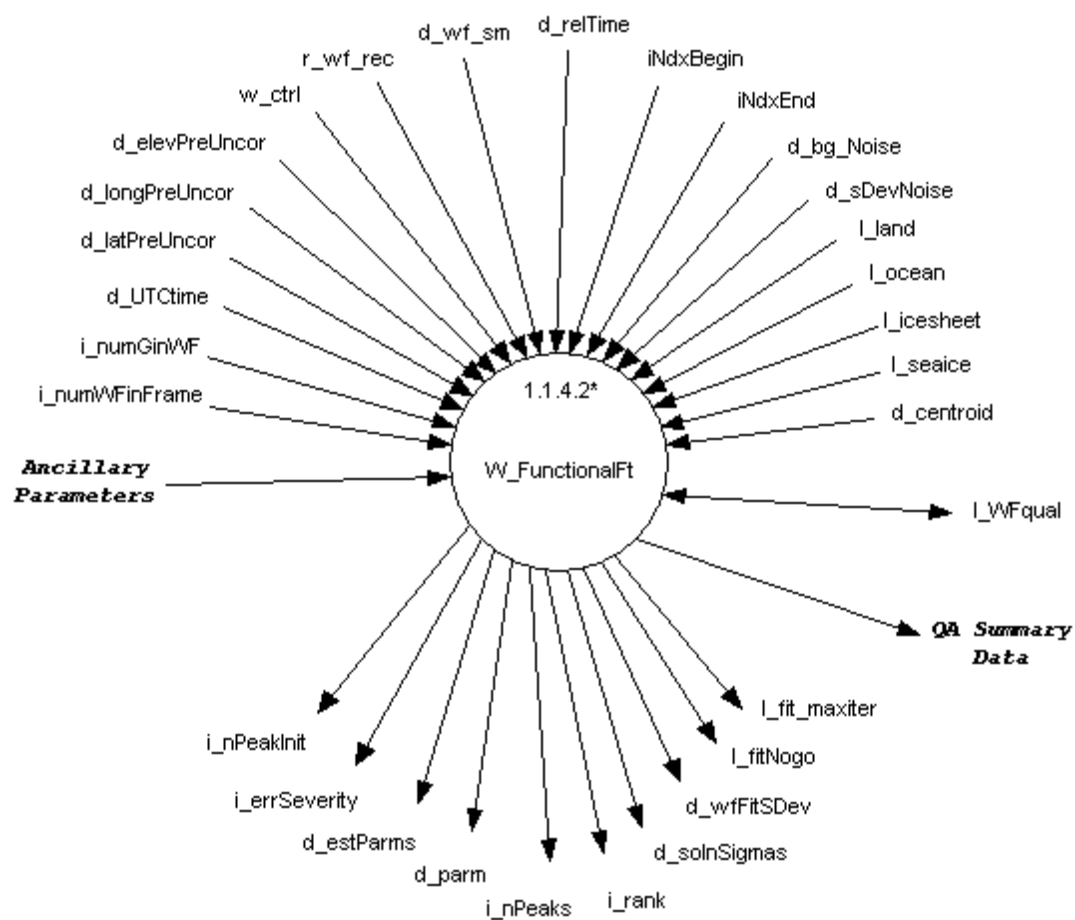 d_relTime
d_wf_sm
r_wf_rec
iNdxBegin
w_ctrl
iNdxEnd
d_elevPreUncor
d_bg_Noise
d_longPreUncor
d_sDevNoise
l_land
d_latPreUncor
l_ocean
d_UTCtime
l_icesheet
i_numGinWF
l_seaice
i_numWFinFrame
1.1.4.2*
d_centroid
Ancillary
Parameters
W_FunctionalFt
l_WFqual
QA Summary
Data
l_fit_maxiter
i_nPeakInit
l_fitNogo
i_errSeverity
d_wfFitSDev
d_estParms
d_solnSigmas
d_parm
i_rank
i_nPeaks